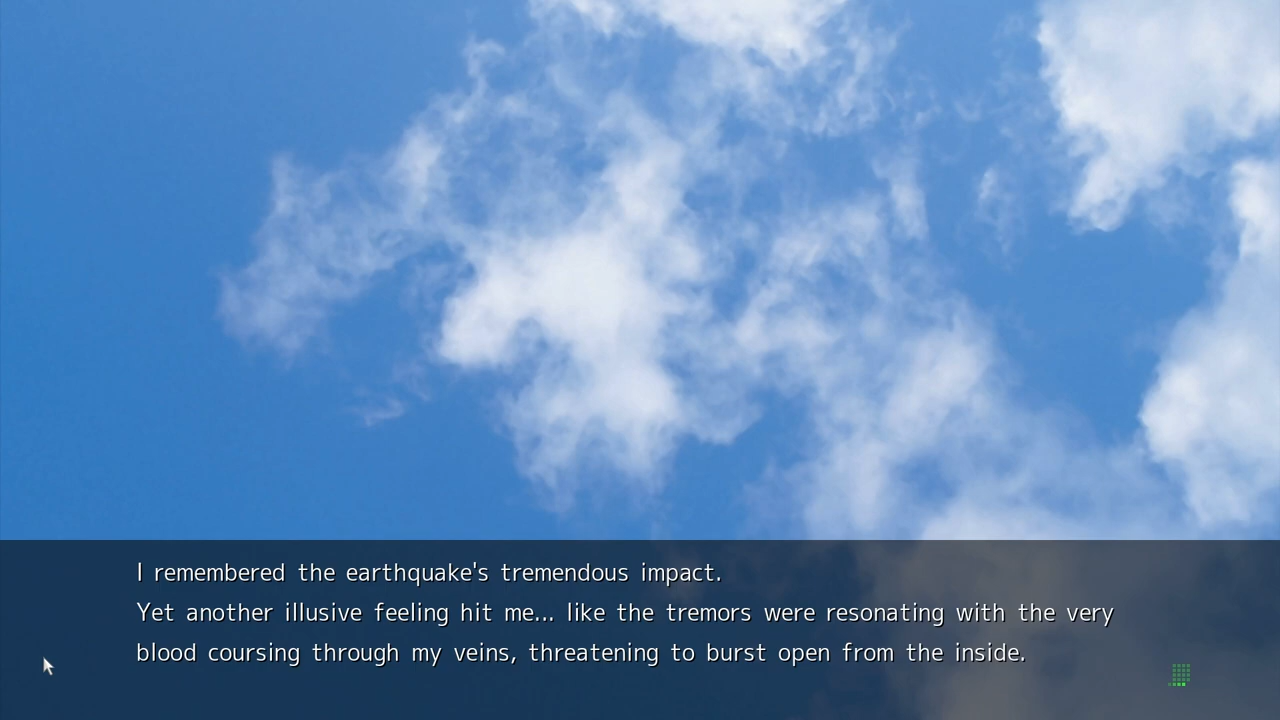 I remembered the earthquake's tremendous impact.
Yet another illusive feeling hit me... like the tremors were resonating with the very
blood coursing through my veins, threatening to burst open from the inside.